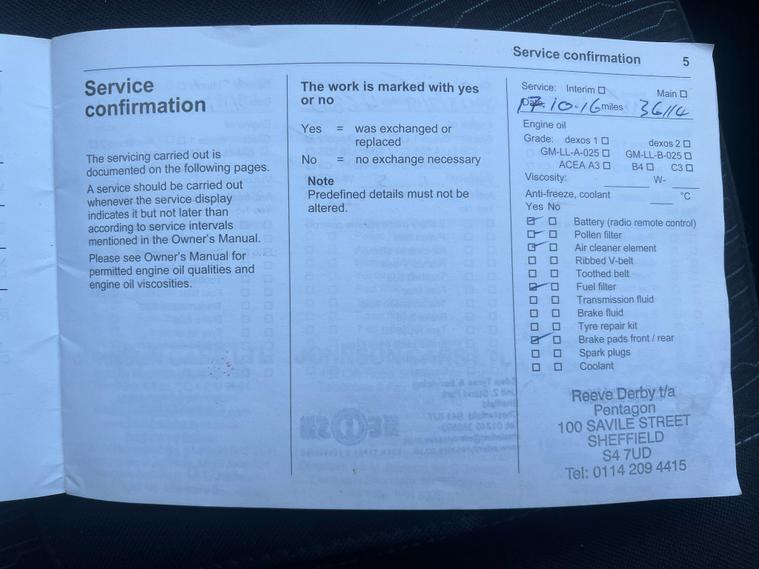 Service confirmation 5
Service
confirmation
The servicing carried out is
documented on the following pages.
A service should be carried out
whenever the service display
indicates it but not later than
according to service intervals
mentioned in the Owner's Manual.
Please see Owner's Manual for
permitted engine oil qualities and
engine oil viscosities.
The work is marked with yes
or no
Yes = was exchanged or
replaced
No = no exchange necessary
Note
Predefined details must not be
altered.
Service: Interim ☐ Main ☐
Date 17.10.16 miles 36114
Engine oil
Grade: dexos 1 ☐ dexos 2 ☐
GM-LL-A-025 ☐ GM-LL-B-025 ☐
ACEA A3 ☐ B4 ☐ C3 ☐
Viscosity: W-
Anti-freeze, coolant °C
Yes No
Battery (radio remote control)
Pollen filter
Air cleaner element
Ribbed V-belt
Toothed belt
Fuel filter
Transmission fluid
Brake fluid
Tyre repair kit
Brake pads front / rear
Spark plugs
Coolant
Reeve Derby t/a
Pentagon
100 SAVILE STREET
SHEFFIELD
S4 7UD
Tel: 0114 209 4415